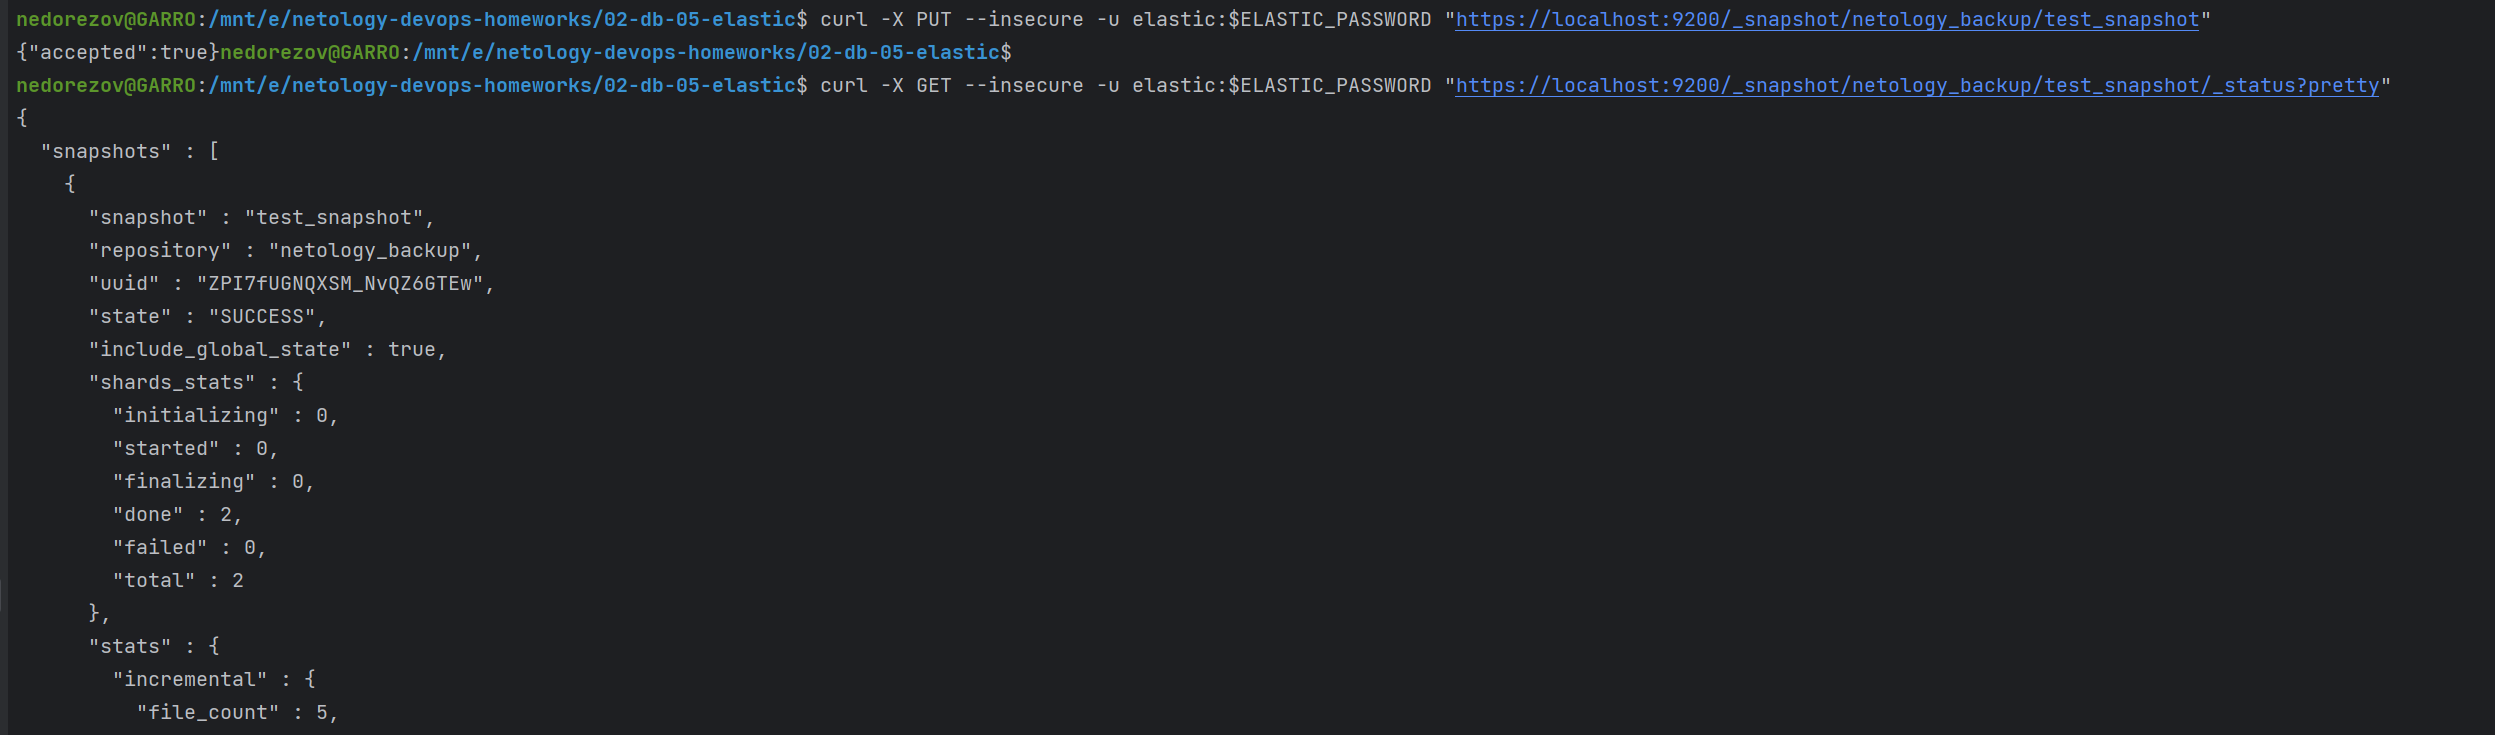 nedorezov@GARRO:/mnt/e/netology-devops-homeworks/02-db-05-elastic$ curl -X PUT --insecure -u elastic:$ELASTIC_PASSWORD "https://localhost:9200/_snapshot/netology_backup/test_snapshot"
{"accepted":true}nedorezov@GARRO:/mnt/e/netology-devops-homeworks/02-db-05-elastic$
nedorezov@GARRO:/mnt/e/netology-devops-homeworks/02-db-05-elastic$ curl -X GET --insecure -u elastic:$ELASTIC_PASSWORD "https://localhost:9200/_snapshot/netology_backup/test_snapshot/_status?pretty"
{
  "snapshots" : [
    {
      "snapshot" : "test_snapshot",
      "repository" : "netology_backup",
      "uuid" : "ZPI7fUGNQXSM_NvQZ6GTEw",
      "state" : "SUCCESS",
      "include_global_state" : true,
      "shards_stats" : {
        "initializing" : 0,
        "started" : 0,
        "finalizing" : 0,
        "done" : 2,
        "failed" : 0,
        "total" : 2
      },
      "stats" : {
        "incremental" : {
          "file_count" : 5,